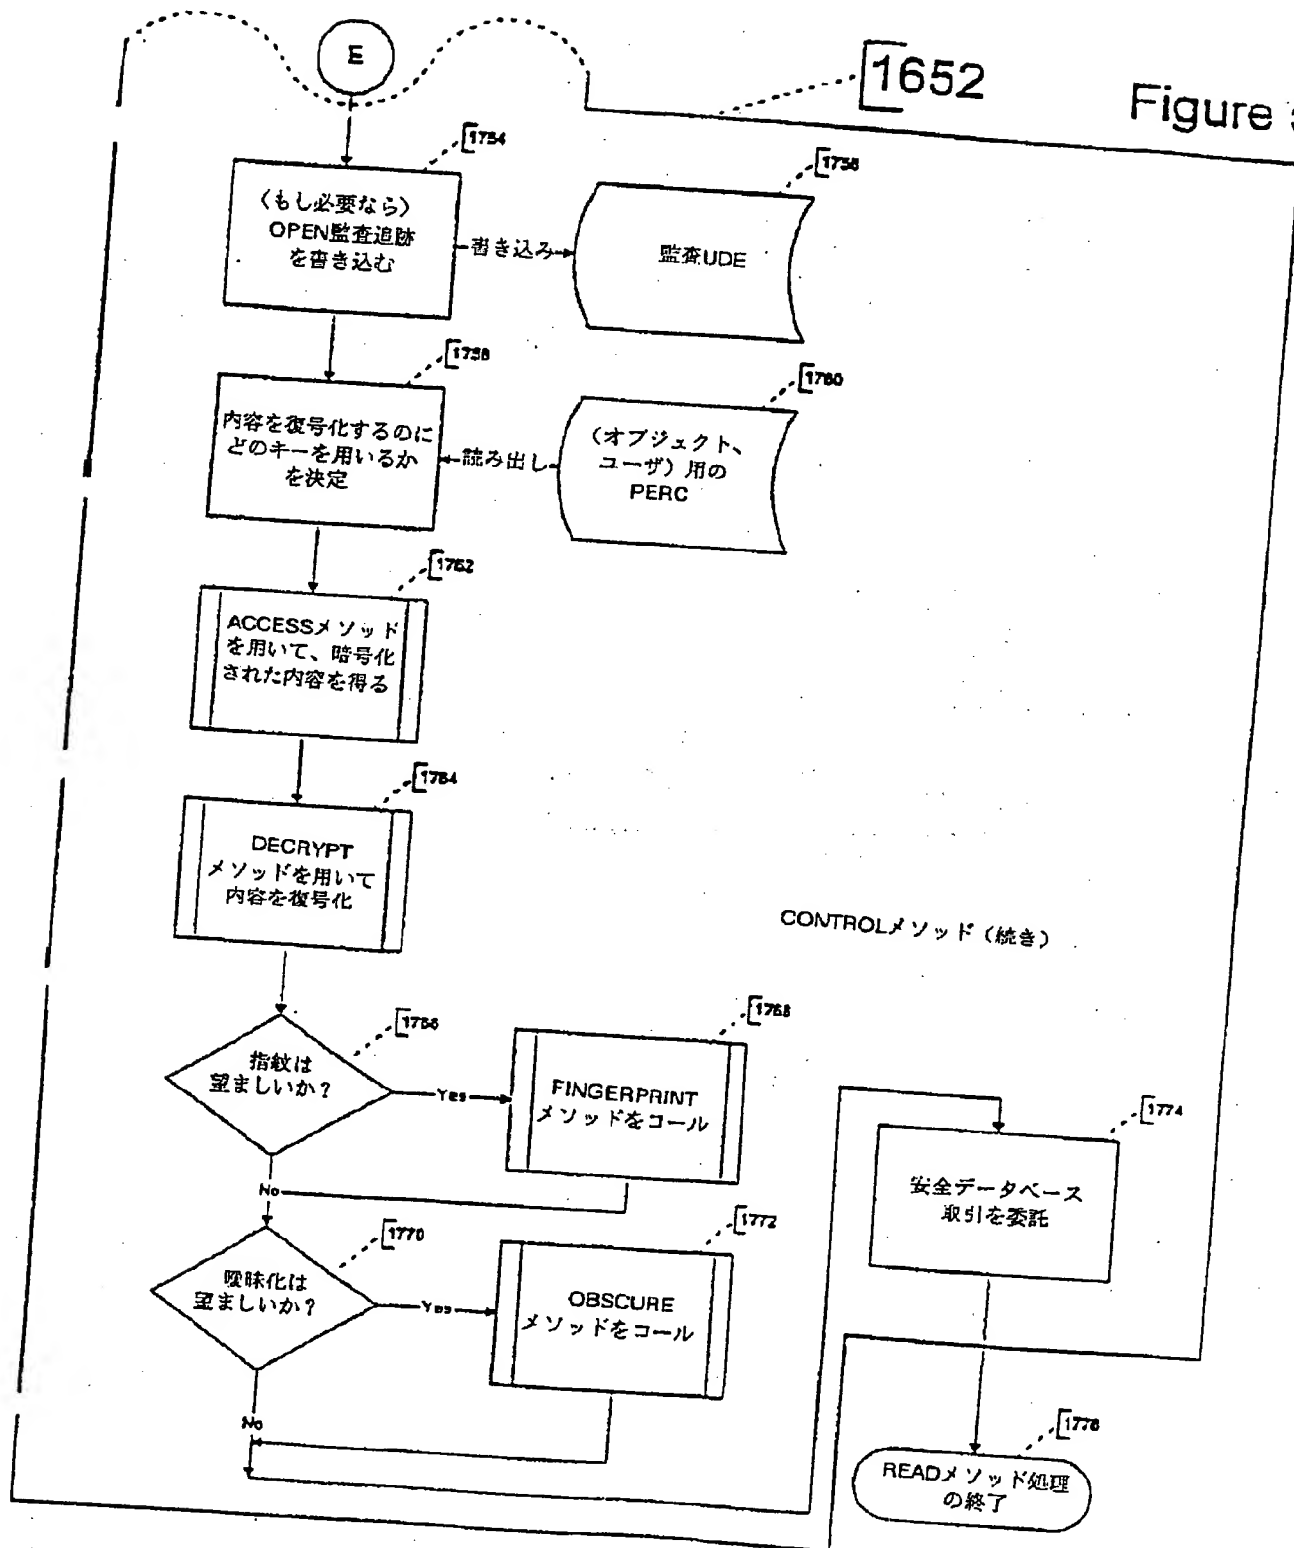 E
1652
Figure
1754
〈もし必要なら〉
OPEN監査追跡
を書き込む
書き込み
1756
監査UDE
1758
内容を復号化するのに
どのキーを用いるか
を決定
読み出し
1760
（オブジェクト、
ユーザ）用の
PERC
1762
ACCESSメソッド
を用いて、暗号化
された内容を得る
1764
DECRYPT
メソッドを用いて
内容を復号化
CONTROLメソッド（続き）
1766
指紋は
望ましいか？
Yes
1768
FINGERPRINT
メソッドをコール
No
1770
曖昧化は
望ましいか？
Yes
1772
OBSCURE
メソッドをコール
No
1774
安全データベース
取引を委託
1776
READメソッド処理
の終了